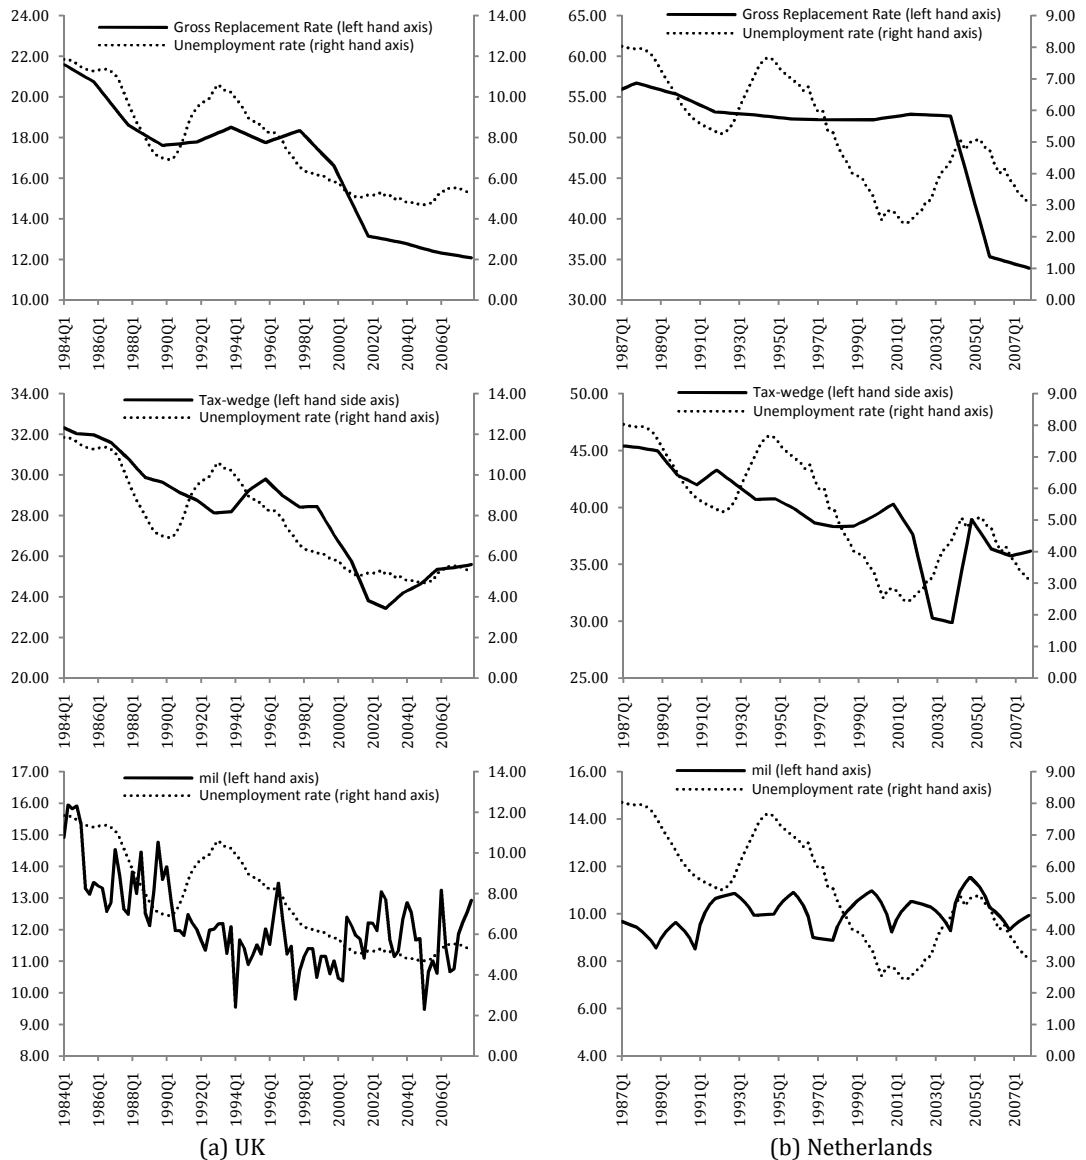 Gross Replacement Rate (left hand axis)
Unemployment rate (right hand axis)
24.00
22.00
20.00
18.00
16.00
14.00
12.00
10.00
14.00
12.00
10.00
8.00
6.00
4.00
2.00
0.00
1984Q1
1986Q1
1988Q1
1990Q1
1992Q1
1994Q1
1996Q1
1998Q1
2000Q1
2002Q1
2004Q1
2006Q1
Gross Replacement Rate (left hand axis)
Unemployment rate (right hand axis)
65.00
60.00
55.00
50.00
45.00
40.00
35.00
30.00
9.00
8.00
7.00
6.00
5.00
4.00
3.00
2.00
1.00
0.00
1987Q1
1989Q1
1991Q1
1993Q1
1995Q1
1997Q1
1999Q1
2001Q1
2003Q1
2005Q1
2007Q1
Tax-wedge (left hand side axis)
Unemployment rate (right hand axis)
34.00
32.00
30.00
28.00
26.00
24.00
22.00
20.00
14.00
12.00
10.00
8.00
6.00
4.00
2.00
0.00
1984Q1
1986Q1
1988Q1
1990Q1
1992Q1
1994Q1
1996Q1
1998Q1
2000Q1
2002Q1
2004Q1
2006Q1
Tax-wedge (left hand side axis)
Unemployment rate (right hand axis)
50.00
45.00
40.00
35.00
30.00
25.00
9.00
8.00
7.00
6.00
5.00
4.00
3.00
2.00
1.00
0.00
1987Q1
1989Q1
1991Q1
1993Q1
1995Q1
1997Q1
1999Q1
2001Q1
2003Q1
2005Q1
2007Q1
mil (left hand axis)
Unemployment rate (right hand axis)
17.00
16.00
15.00
14.00
13.00
12.00
11.00
10.00
9.00
8.00
14.00
12.00
10.00
8.00
6.00
4.00
2.00
0.00
1984Q1
1986Q1
1988Q1
1990Q1
1992Q1
1994Q1
1996Q1
1998Q1
2000Q1
2002Q1
2004Q1
2006Q1
mil (left hand axis)
Unemployment rate (right hand axis)
16.00
14.00
12.00
10.00
8.00
6.00
4.00
9.00
8.00
7.00
6.00
5.00
4.00
3.00
2.00
1.00
0.00
1987Q1
1989Q1
1991Q1
1993Q1
1995Q1
1997Q1
1999Q1
2001Q1
2003Q1
2005Q1
2007Q1
(a) UK
(b) Netherlands